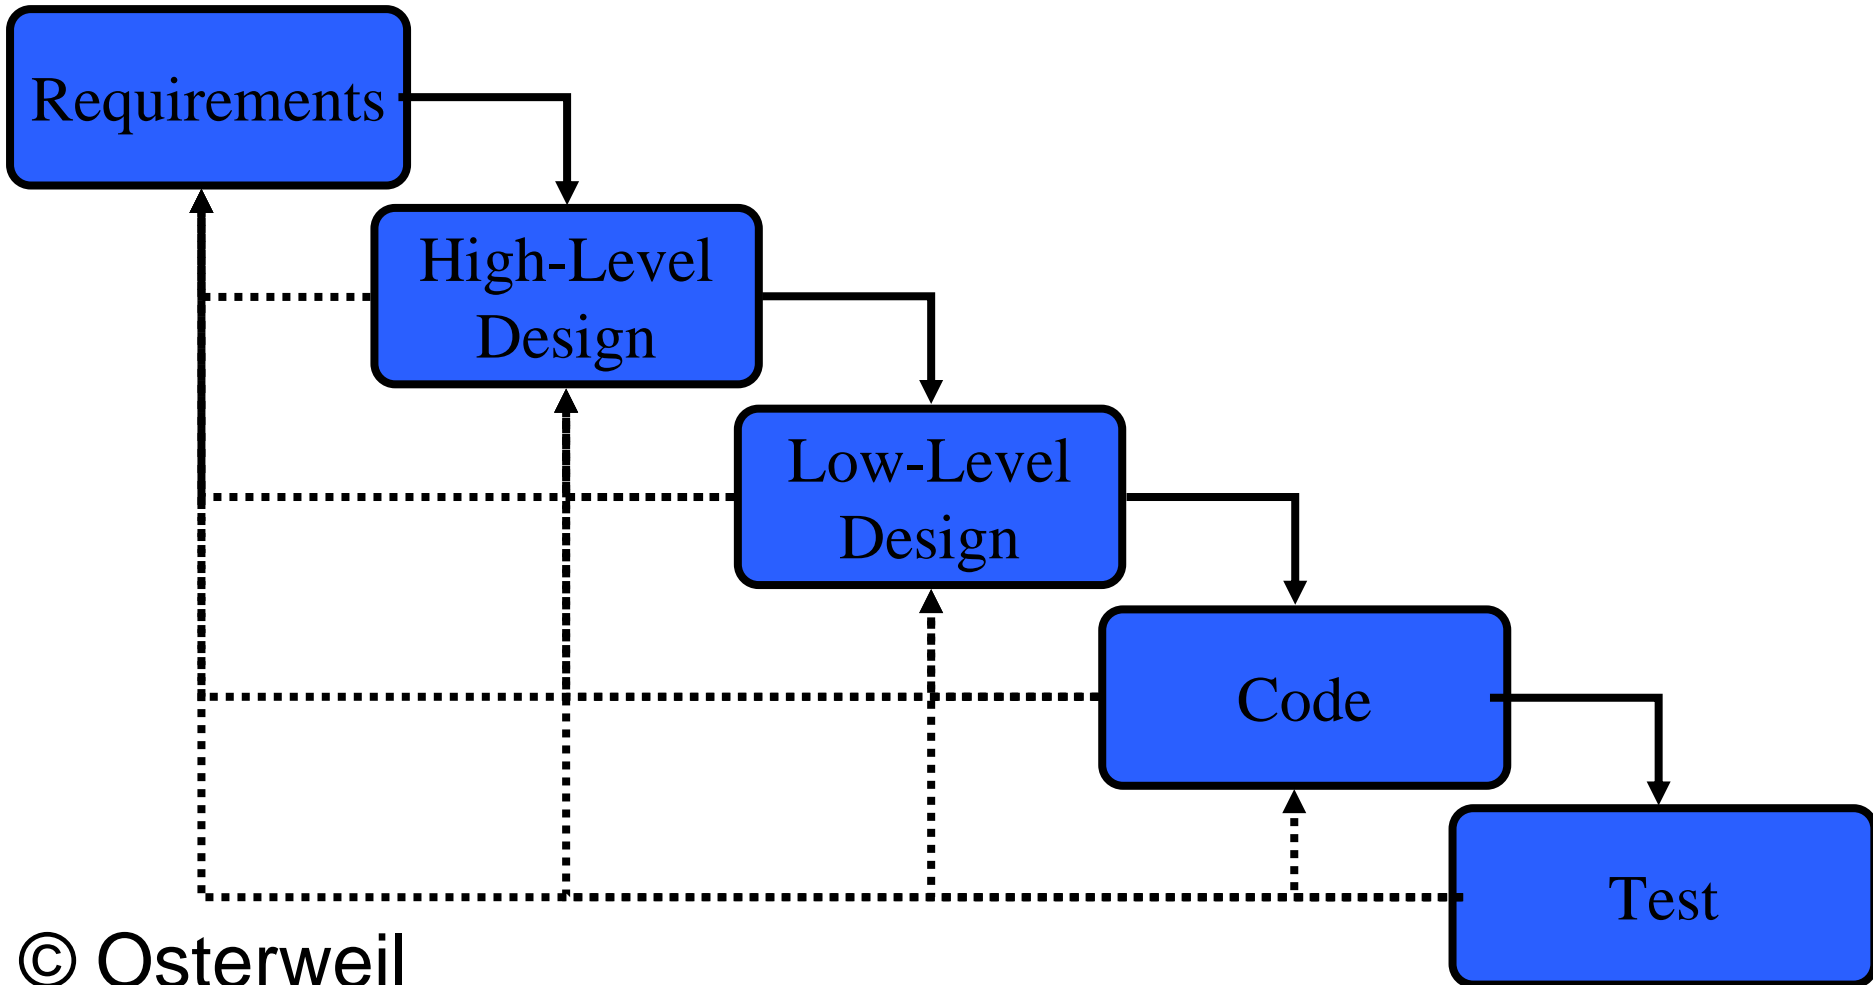 Requirements
High-Level
Design
Low-Level
Design
Code
Test
© Osterweil